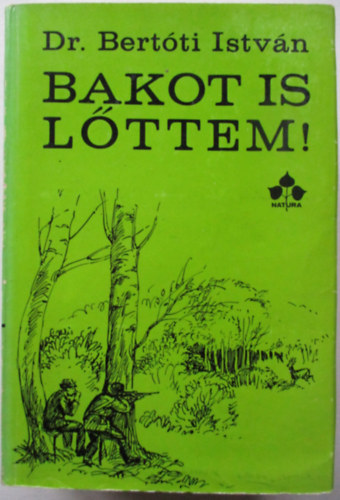 Dr. Bertóti István
BAKOT IS
LŐTTEM!
NATURA